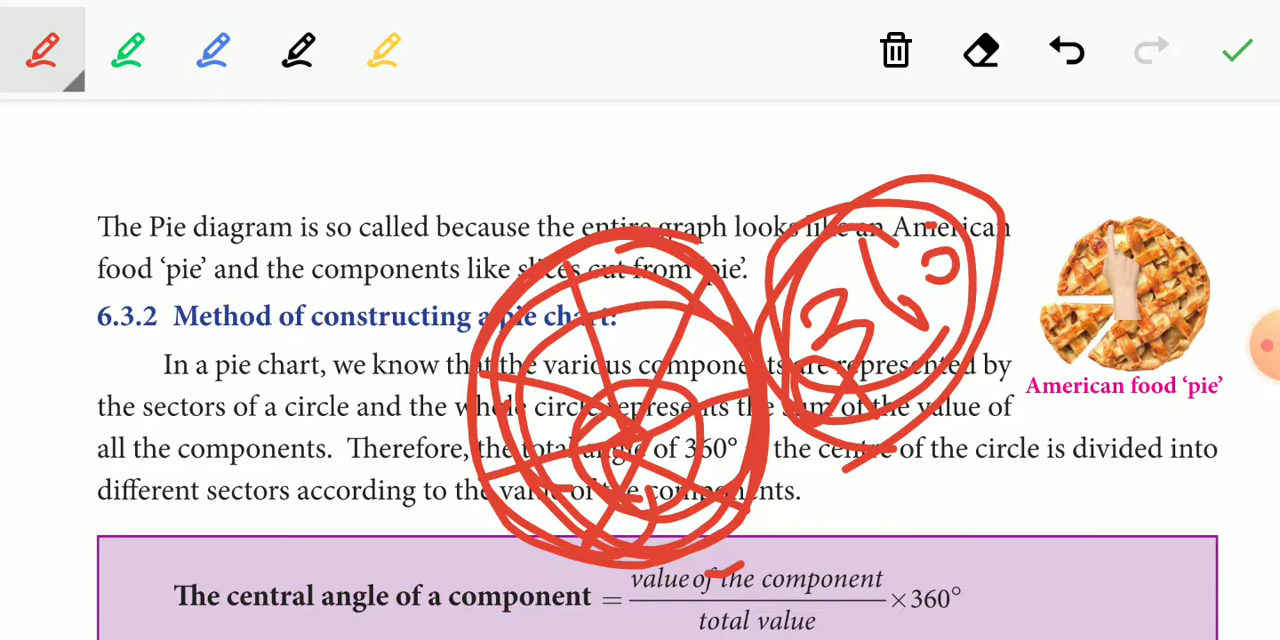 The Pie diagram is so called because the entire graph looks like an American
food ‘pie’ and the components like slices cut from ‘pie’.
6.3.2 Method of constructing a pie chart:
In a pie chart, we know that the various components are represented by
the sectors of a circle and the whole circle represents the sum of the value of
all the components. Therefore, the total angle of 360° the centre of the circle is divided into
different sectors according to the value of the components.
American food ‘pie’
The central angle of a component = value of the component / total value × 360°